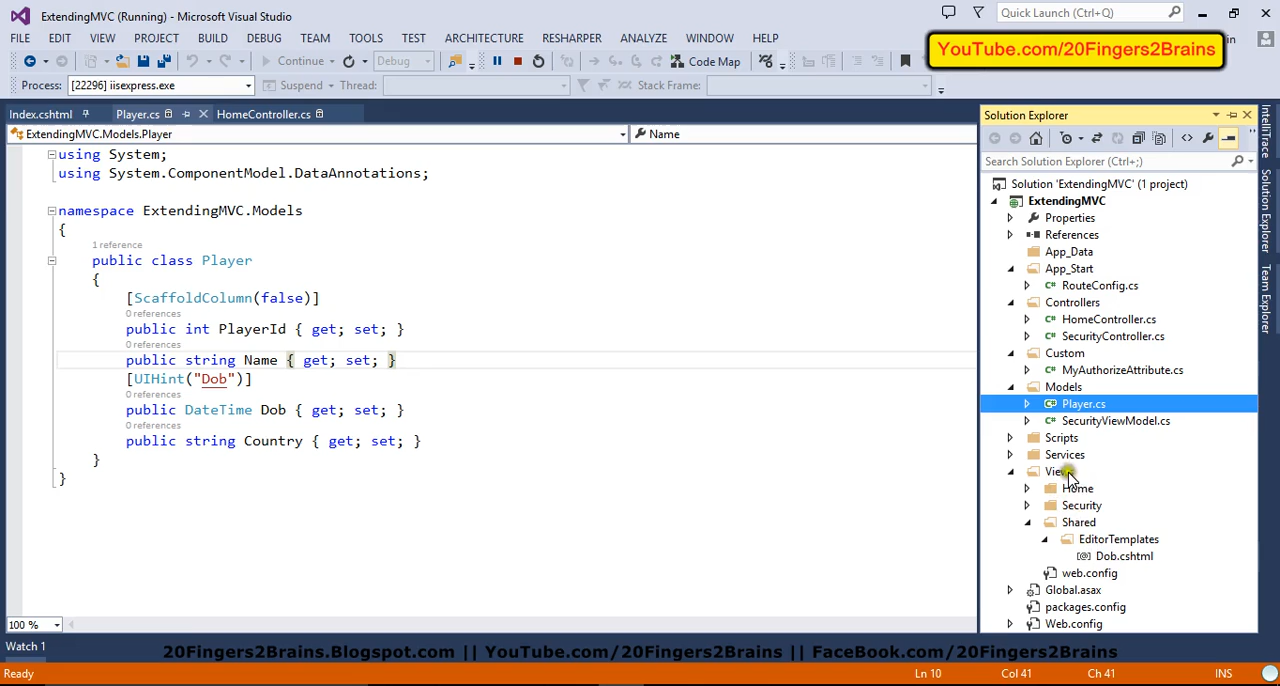 ExtendingMVC (Running) - Microsoft Visual Studio
Quick Launch (Ctrl+Q)
FILE EDIT VIEW PROJECT BUILD DEBUG TEAM TOOLS TEST ARCHITECTURE RESHARPER ANALYZE WINDOW HELP
in
YouTube.com/20Fingers2Brains
Continue Debug Code Map
Process: [22296] iisexpress.exe Suspend Thread: Stack Frame:
Index.cshtml Player.cs HomeController.cs
ExtendingMVC.Models.Player Name
using System;
using System.ComponentModel.DataAnnotations;
namespace ExtendingMVC.Models
{
1 reference
public class Player
{
[ScaffoldColumn(false)]
0 references
public int PlayerId { get; set; }
0 references
public string Name { get; set; }
[UIHint("Dob")]
0 references
public DateTime Dob { get; set; }
0 references
public string Country { get; set; }
}
}
100 %
Solution Explorer
Search Solution Explorer (Ctrl+;)
Solution 'ExtendingMVC' (1 project)
ExtendingMVC
Properties
References
App_Data
App_Start
RouteConfig.cs
Controllers
HomeController.cs
SecurityController.cs
Custom
MyAuthorizeAttribute.cs
Models
Player.cs
SecurityViewModel.cs
Scripts
Services
View
Home
Security
Shared
EditorTemplates
Dob.cshtml
web.config
Global.asax
packages.config
Web.config
IntelliTrace
Solution Explorer
Team Explorer
Watch 1
20Fingers2Brains.Blogspot.com || YouTube.com/20Fingers2Brains || FaceBook.com/20Fingers2Brains
Ready Ln 10 Col 41 Ch 41 INS